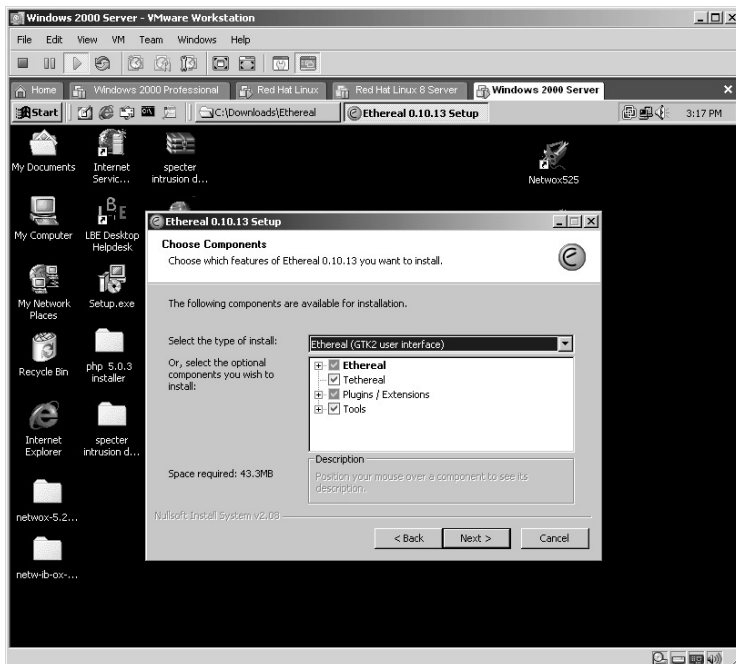 Windows 2000 Server - VMware Workstation
File Edit View VM Team Windows Help
Home Windows 2000 Professional Red Hat Linux Red Hat Linux 8 Server Windows 2000 Server
Start C:\Downloads\Ethereal Ethereal 0.10.13 Setup 3:17 PM
My Documents
Internet Servic...
specter intrusion d...
Netwox525
My Computer
LBE Desktop Helpdesk
My Network Places
Setup.exe
Recycle Bin
php 5.0.3 installer
Internet Explorer
specter intrusion d...
netwox-5.2...
netw-ib-ox-...
Ethereal 0.10.13 Setup
Choose Components
Choose which features of Ethereal 0.10.13 you want to install.
The following components are available for installation.
Select the type of install:
Ethereal (GTK2 user interface)
Or, select the optional
components you wish to
install:
Ethereal
Tethereal
Plugins / Extensions
Tools
Space required: 43.3MB
Description
Position your mouse over a component to see its
description.
Nullsoft Install System v2.08
< Back Next > Cancel